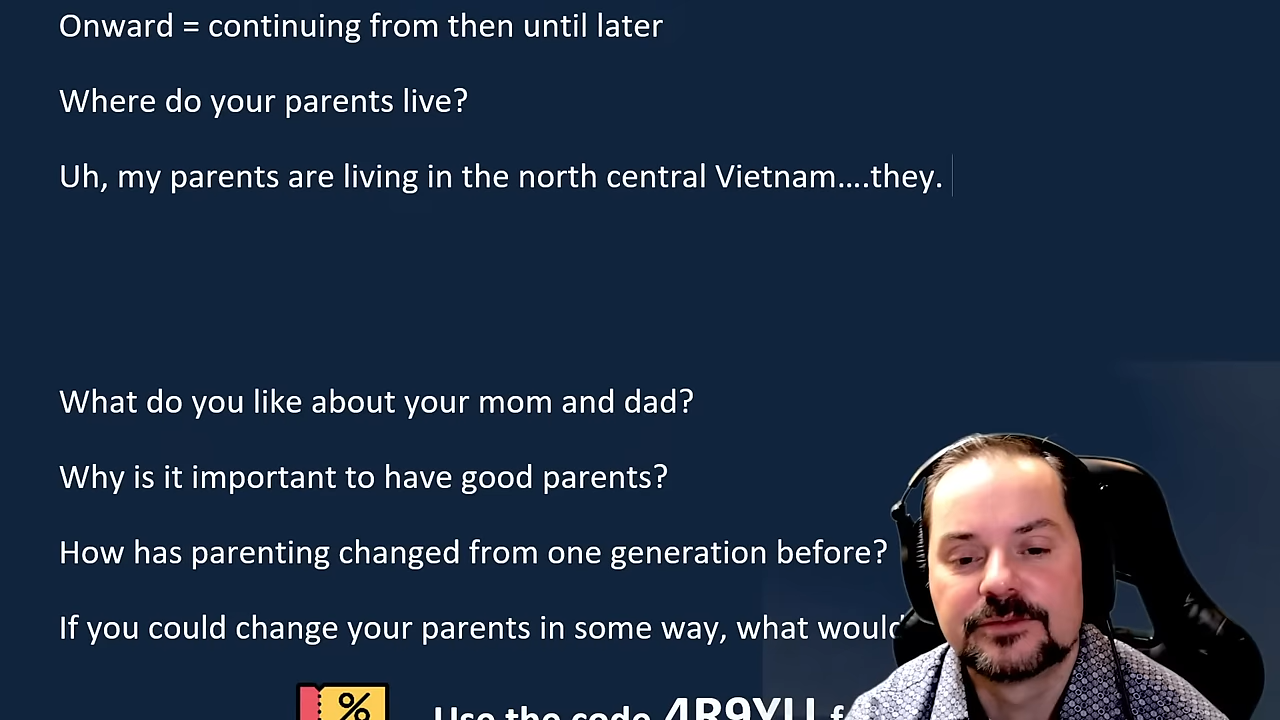 Onward = continuing from then until later
Where do your parents live?
Uh, my parents are living in the north central Vietnam….they.
What do you like about your mom and dad?
Why is it important to have good parents?
How has parenting changed from one generation before?
If you could change your parents in some way, what would
%
Use the code 4R9YU f